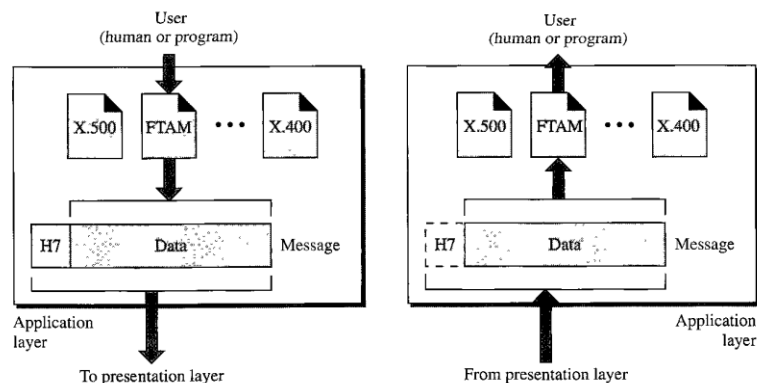 User
(human or program)
X.500 FTAM ••• X.400
H7 Data Message
Application
layer
To presentation layer
User
(human or program)
X.500 FTAM ••• X.400
H7 Data Message
Application
layer
From presentation layer